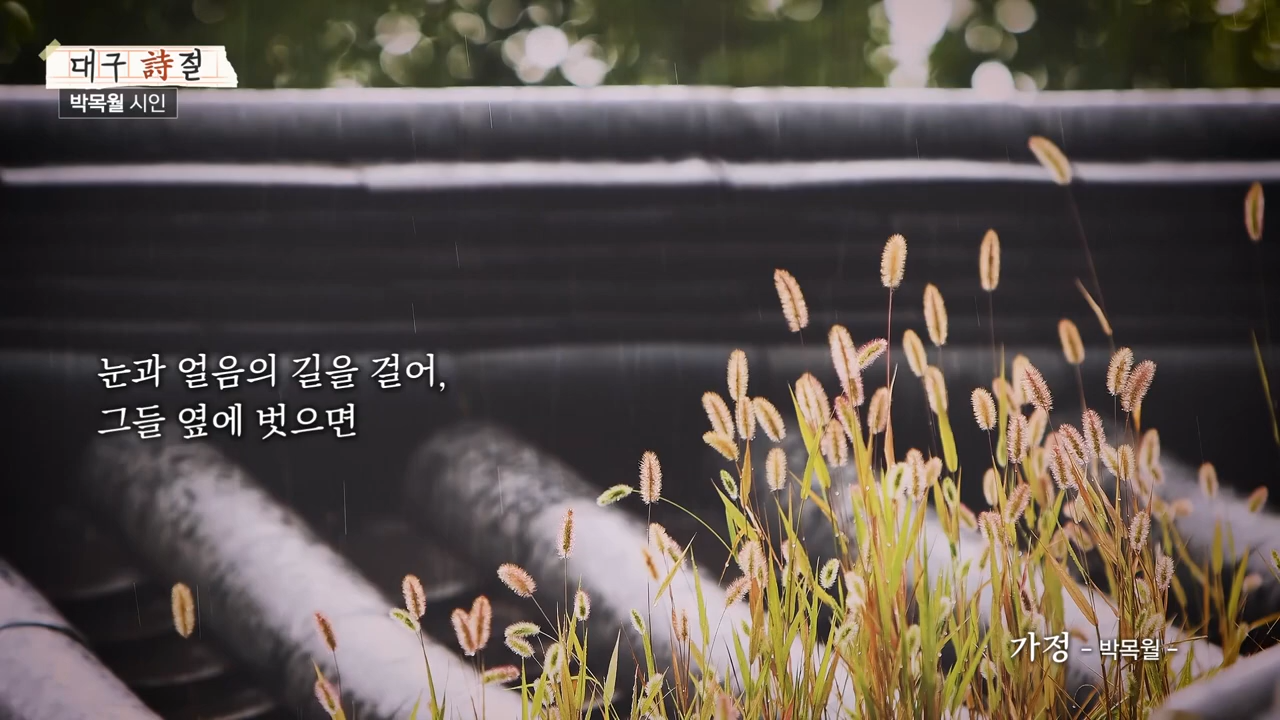 대구 詩절
박목월 시인
눈과 얼음의 길을 걸어,
그들 옆에 벗으면
가정 - 박목월 -